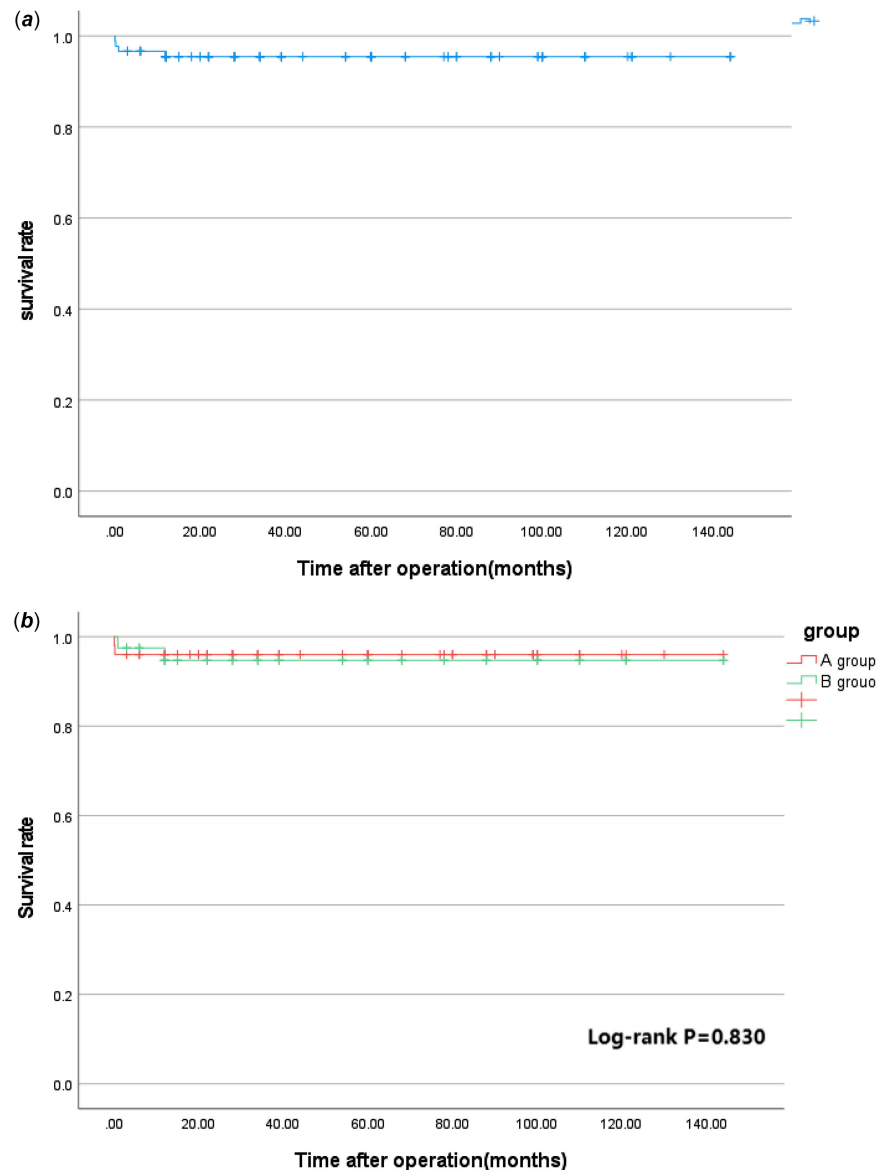 (a)
1.0
0.8
0.6
0.4
0.2
0.0
survival rate
.00 20.00 40.00 60.00 80.00 100.00 120.00 140.00
Time after operation(months)
(b)
1.0
0.8
0.6
0.4
0.2
0.0
Survival rate
group
A group
B grouo
Log-rank P=0.830
.00 20.00 40.00 60.00 80.00 100.00 120.00 140.00
Time after operation(months)